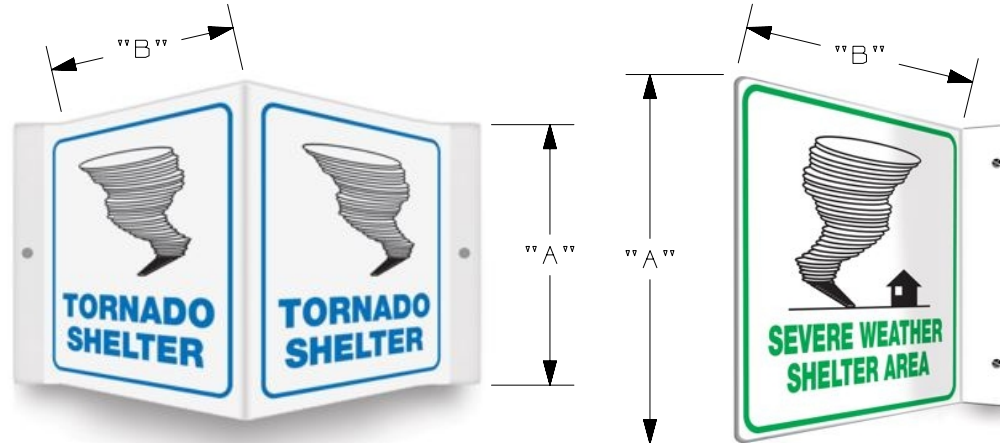 "B"
TORNADO
SHELTER
TORNADO
SHELTER
"A"
"A"
"B"
SEVERE WEATHER
SHELTER AREA